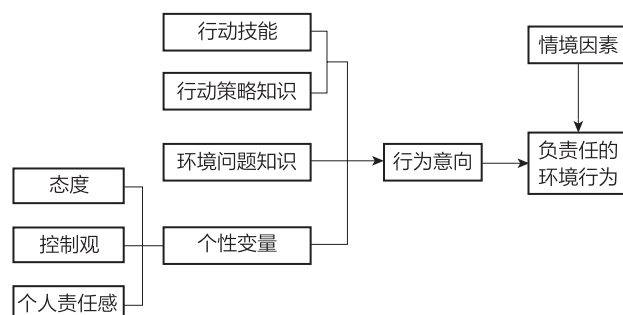 行动技能
情境因素
行动策略知识
环境问题知识
行为意向
负责任的
环境行为
态度
控制观
个性变量
个人责任感